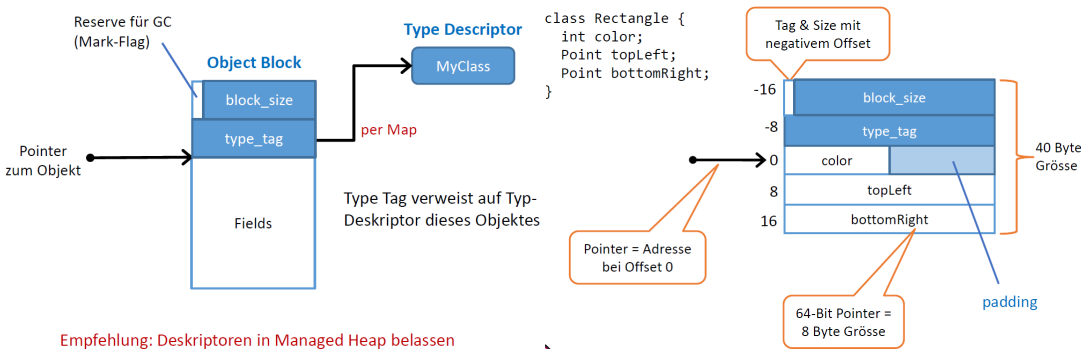 Reserve für GC
(Mark-Flag)
Object Block
block_size
type_tag
Pointer
zum Objekt
Fields
Type Descriptor
MyClass
per Map
Type Tag verweist auf Typ-
Deskriptor dieses Objektes
Empfehlung: Deskriptoren in Managed Heap belassen
class Rectangle {
int color;
Point topLeft;
Point bottomRight;
}
Tag & Size mit
negativem Offset
-16
block_size
-8
type_tag
0
color
8
topLeft
16
bottomRight
40 Byte
Grösse
Pointer = Adresse
bei Offset 0
64-Bit Pointer =
8 Byte Grösse
padding